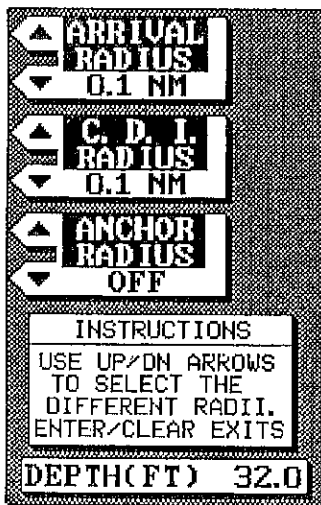 ARRIVAL
RADIUS
0.1 NM
C. D. I.
RADIUS
0.1 NM
ANCHOR
RADIUS
OFF
INSTRUCTIONS
USE UP/DN ARROWS
TO SELECT THE
DIFFERENT RADII.
ENTER/CLEAR EXITS
DEPTH(FT) 32.0